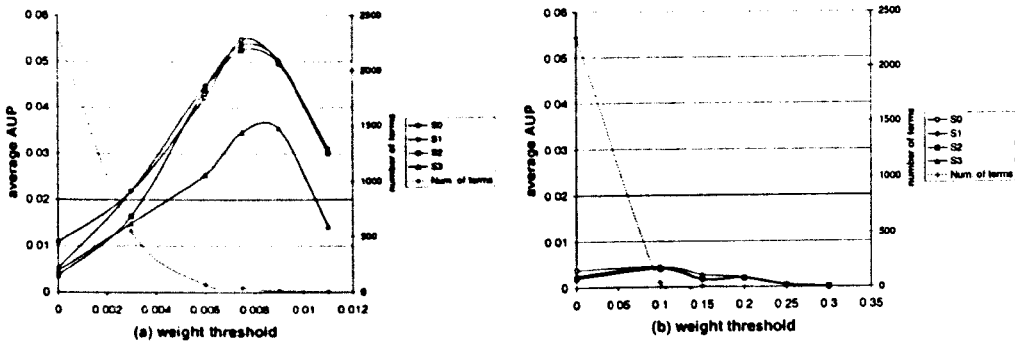 0.06
0.05
0.04
0.03
0.02
0.01
0
average AUP
2500
2000
1500
1000
500
0
number of terms
0 0.002 0.004 0.006 0.008 0.01 0.012
(a) weight threshold
S0
S1
S2
S3
Num. of terms
0.06
0.05
0.04
0.03
0.02
0.01
0
average AUP
2500
2000
1500
1000
500
0
number of terms
0 0.05 0.1 0.15 0.2 0.25 0.3 0.35
(b) weight threshold
S0
S1
S2
S3
Num. of terms